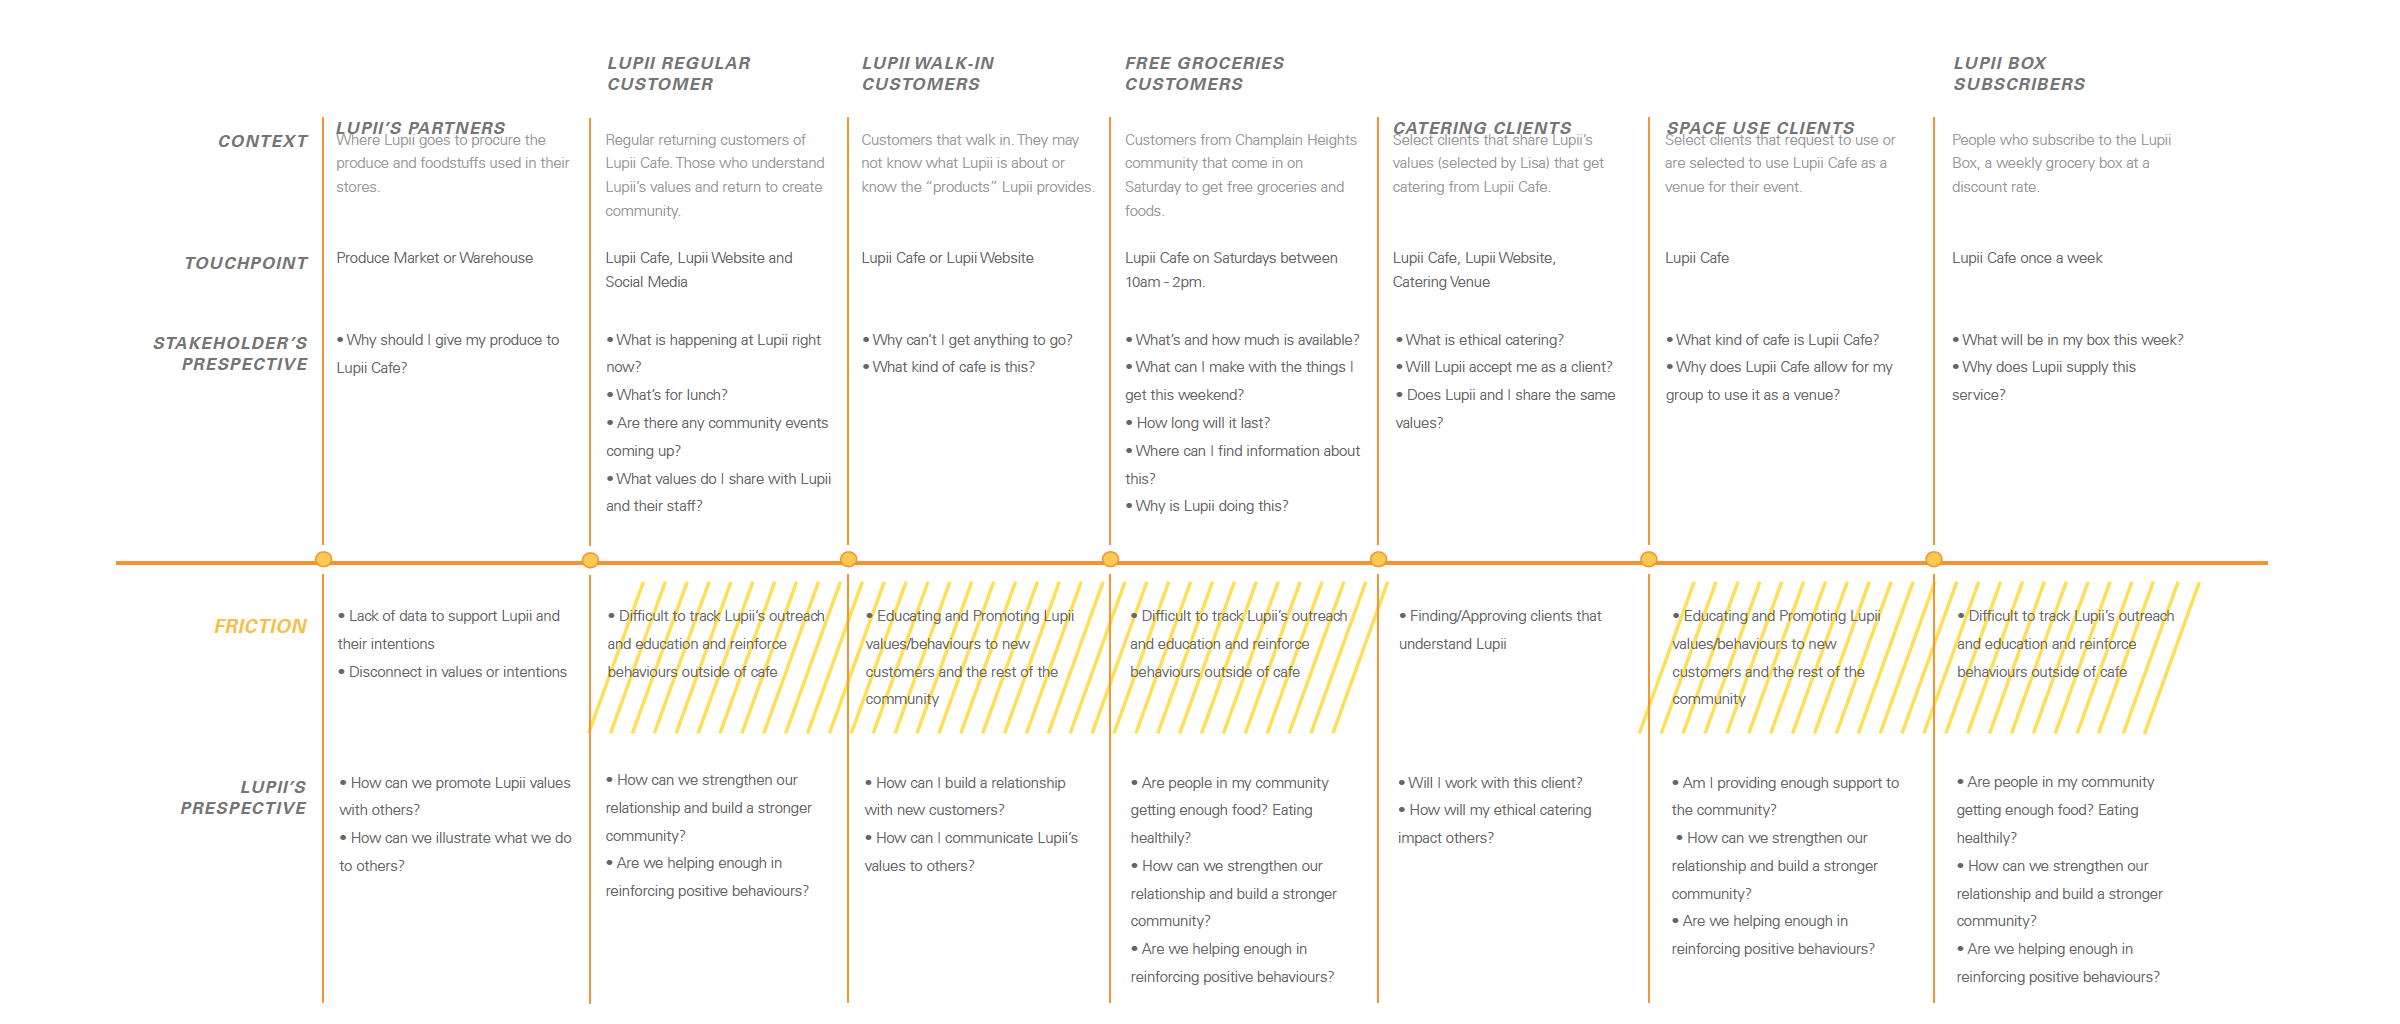 LUPII REGULAR
CUSTOMER
LUPII WALK-IN
CUSTOMERS
FREE GROCERIES
CUSTOMERS
LUPII BOX
SUBSCRIBERS
LUPII'S PARTNERS
CATERING CLIENTS
SPACE USE CLIENTS
CONTEXT
Where Lupii goes to procure the
produce and foodstuffs used in their
stores.
Regular returning customers of
Lupii Cafe. Those who understand
Lupii's values and return to create
community.
Customers that walk in. They may
not know what Lupii is about or
know the “products” Lupii provides.
Customers from Champlain Heights
community that come in on
Saturday to get free groceries and
foods.
Select clients that share Lupii's
values (selected by Lisa) that get
catering from Lupii Cafe.
Select clients that request to use or
are selected to use Lupii Cafe as a
venue for their event.
People who subscribe to the Lupii
Box, a weekly grocery box at a
discount rate.
TOUCHPOINT
Produce Market or Warehouse
Lupii Cafe, Lupii Website and
Social Media
Lupii Cafe or Lupii Website
Lupii Cafe on Saturdays between
10am - 2pm.
Lupii Cafe, Lupii Website,
Catering Venue
Lupii Cafe
Lupii Cafe once a week
STAKEHOLDER'S
PRESPECTIVE
• Why should I give my produce to
Lupii Cafe?
• What is happening at Lupii right
now?
• What's for lunch?
• Are there any community events
coming up?
• What values do I share with Lupii
and their staff?
• Why can't I get anything to go?
• What kind of cafe is this?
• What's and how much is available?
• What can I make with the things I
get this weekend?
• How long will it last?
• Where can I find information about
this?
• Why is Lupii doing this?
• What is ethical catering?
• Will Lupii accept me as a client?
• Does Lupii and I share the same
values?
• What kind of cafe is Lupii Cafe?
• Why does Lupii Cafe allow for my
group to use it as a venue?
• What will be in my box this week?
• Why does Lupii supply this
service?
FRICTION
• Lack of data to support Lupii and
their intentions
• Disconnect in values or intentions
• Difficult to track Lupii's outreach
and education and reinforce
behaviours outside of cafe
• Educating and Promoting Lupii
values/behaviours to new
customers and the rest of the
community
• Difficult to track Lupii's outreach
and education and reinforce
behaviours outside of cafe
• Finding/Approving clients that
understand Lupii
• Educating and Promoting Lupii
values/behaviours to new
customers and the rest of the
community
• Difficult to track Lupii's outreach
and education and reinforce
behaviours outside of cafe
LUPII'S
PRESPECTIVE
• How can we promote Lupii values
with others?
• How can we illustrate what we do
to others?
• How can we strengthen our
relationship and build a stronger
community?
• Are we helping enough in
reinforcing positive behaviours?
• How can I build a relationship
with new customers?
• How can I communicate Lupii's
values to others?
• Are people in my community
getting enough food? Eating
healthily?
• How can we strengthen our
relationship and build a stronger
community?
• Are we helping enough in
reinforcing positive behaviours?
• Will I work with this client?
• How will my ethical catering
impact others?
• Am I providing enough support to
the community?
• How can we strengthen our
relationship and build a stronger
community?
• Are we helping enough in
reinforcing positive behaviours?
• Are people in my community
getting enough food? Eating
healthily?
• How can we strengthen our
relationship and build a stronger
community?
• Are we helping enough in
reinforcing positive behaviours?